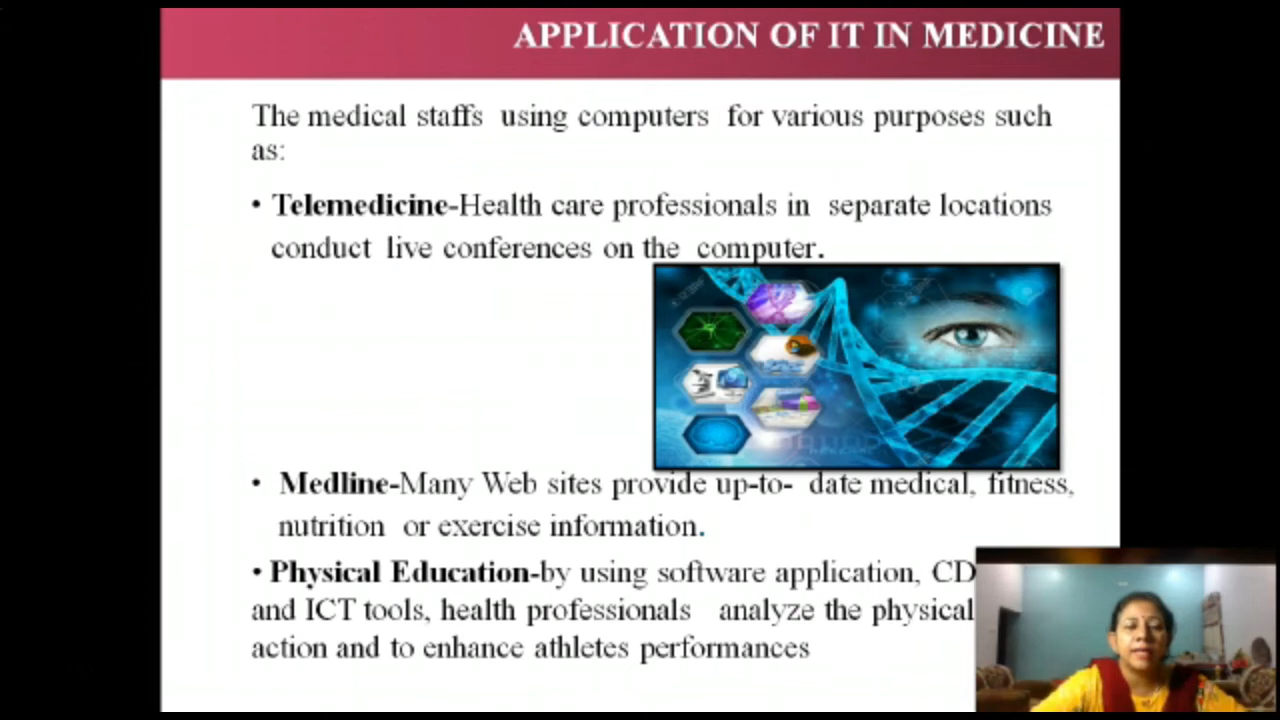 APPLICATION OF IT IN MEDICINE
The medical staffs using computers for various purposes such
as:
• Telemedicine-Health care professionals in separate locations
conduct live conferences on the computer.
• Medline-Many Web sites provide up-to- date medical, fitness,
nutrition or exercise information.
• Physical Education-by using software application, CD
and ICT tools, health professionals analyze the physical
action and to enhance athletes performances